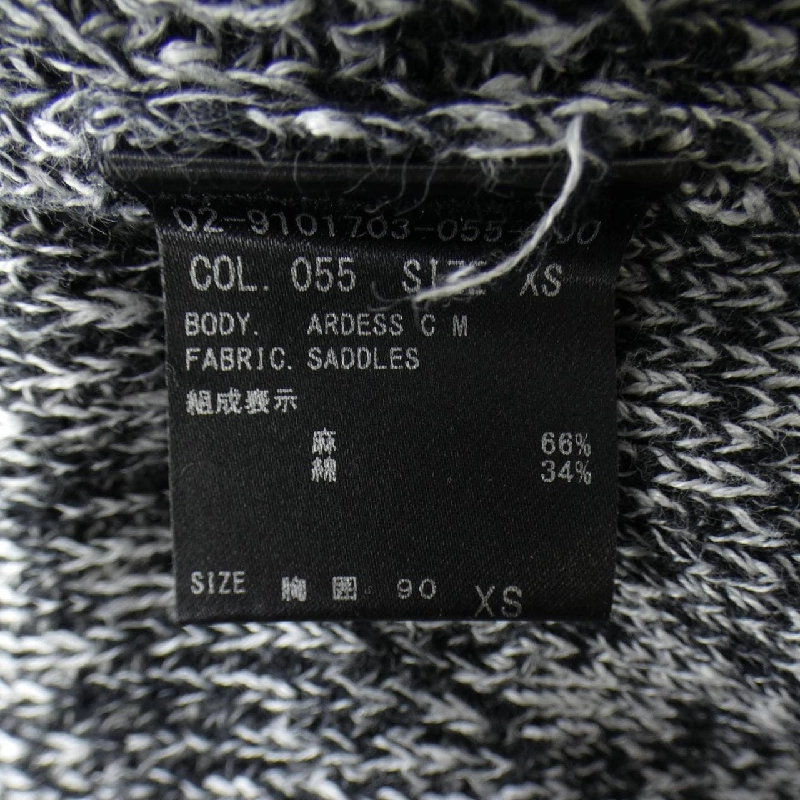 02-9101703-055-
COL. 055 SIZE XS
BODY. ARDESS C M
FABRIC. SADDLES
組成表示
麻 66%
綿 34%
SIZE 胸囲 90 XS